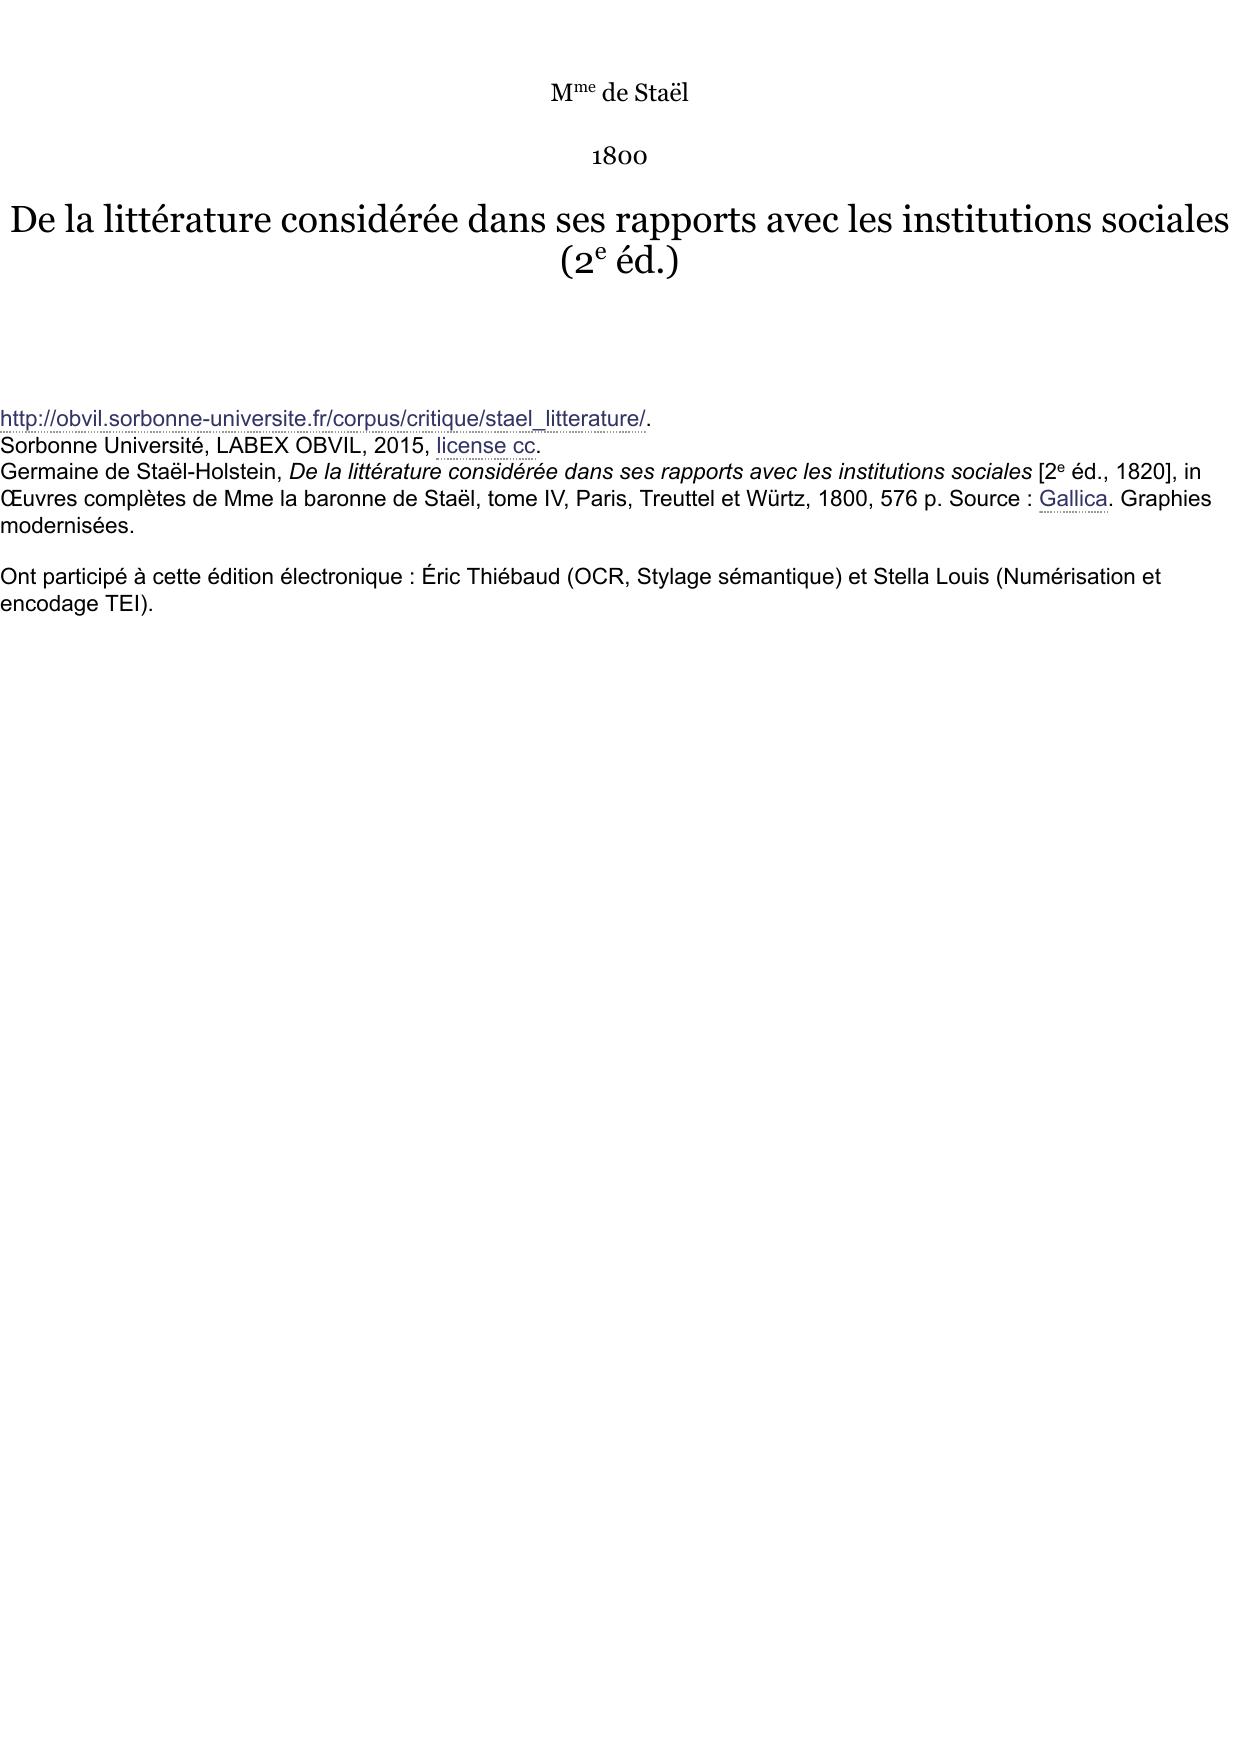 Mme de Staël
1800
De la littérature considérée dans ses rapports avec les institutions sociales
(2e éd.)
http://obvil.sorbonne-universite.fr/corpus/critique/stael_litterature/.
Sorbonne Université, LABEX OBVIL, 2015, license cc.
Germaine de Staël-Holstein, De la littérature considérée dans ses rapports avec les institutions sociales [2e éd., 1820], in
Œuvres complètes de Mme la baronne de Staël, tome IV, Paris, Treuttel et Würtz, 1800, 576 p. Source : Gallica. Graphies
modernisées.
Ont participé à cette édition électronique : Éric Thiébaud (OCR, Stylage sémantique) et Stella Louis (Numérisation et
encodage TEI).